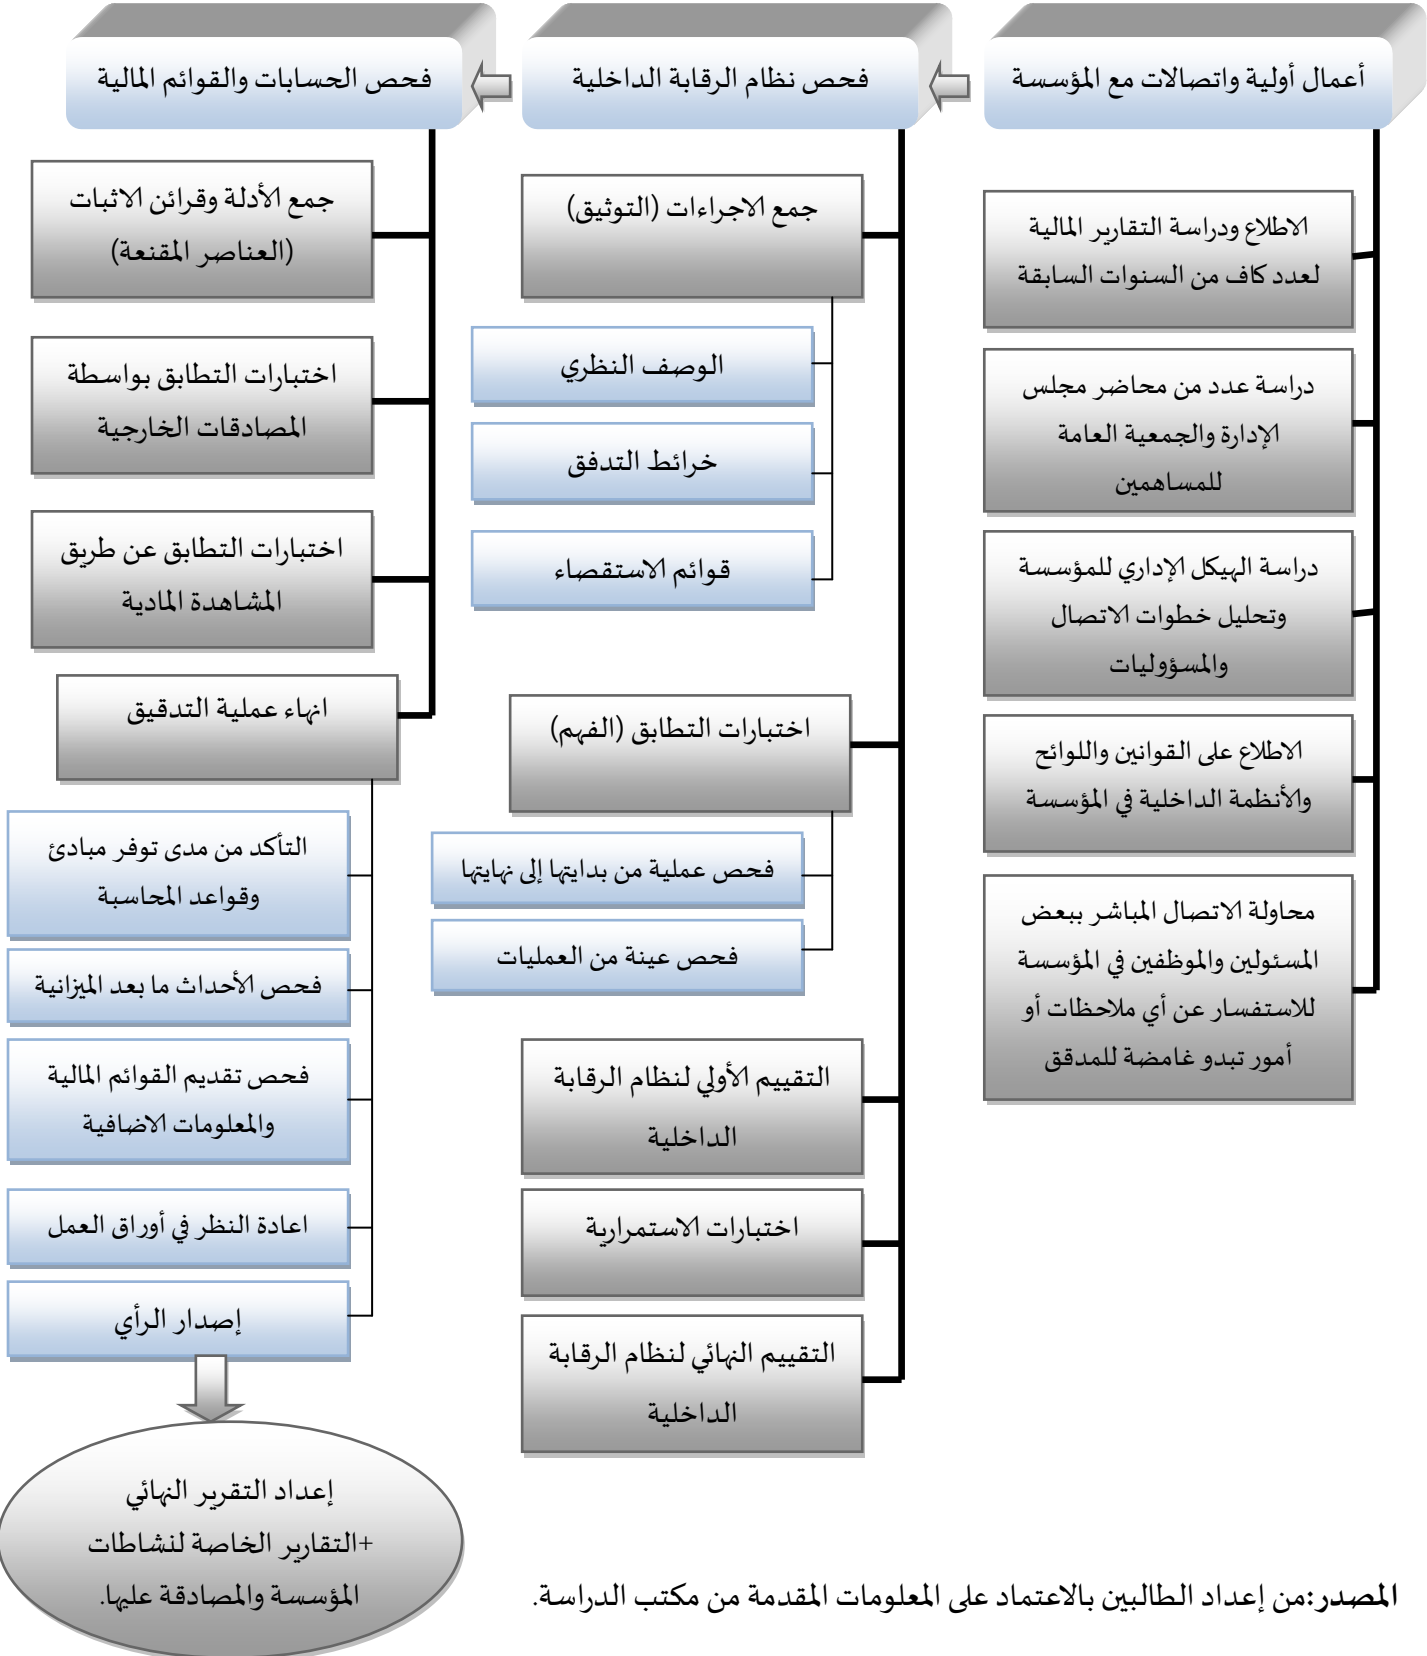 أعمال أولية واتصالات مع المؤسسة
الاطلاع ودراسة التقارير المالية
لعدد كاف من السنوات السابقة
دراسة عدد من محاضر مجلس
الإدارة والجمعية العامة
للمساهمين
دراسة الهيكل الإداري للمؤسسة
وتحليل خطوات الاتصال
والمسؤوليات
الاطلاع على القوانين واللوائح
والأنظمة الداخلية في المؤسسة
محاولة الاتصال المباشر ببعض
المسئولين والموظفين في المؤسسة
للاستفسار عن أي ملاحظات أو
أمور تبدو غامضة للمدقق
فحص نظام الرقابة الداخلية
جمع الاجراءات (التوثيق)
الوصف النظري
خرائط التدفق
قوائم الاستقصاء
اختبارات التطابق (الفهم)
فحص عملية من بدايتها إلى نهايتها
فحص عينة من العمليات
التقييم الأولي لنظام الرقابة
الداخلية
اختبارات الاستمرارية
التقييم النهائي لنظام الرقابة
الداخلية
فحص الحسابات والقوائم المالية
جمع الأدلة وقرائن الاثبات
(العناصر المقنعة)
اختبارات التطابق بواسطة
المصادقات الخارجية
اختبارات التطابق عن طريق
المشاهدة المادية
انهاء عملية التدقيق
التأكد من مدى توفر مبادئ
وقواعد المحاسبة
فحص الأحداث ما بعد الميزانية
فحص تقديم القوائم المالية
والمعلومات الاضافية
اعادة النظر في أوراق العمل
إصدار الرأي
إعداد التقرير النهائي
+التقارير الخاصة لنشاطات
المؤسسة والمصادقة عليها.
المصدر:من إعداد الطالبين بالاعتماد على المعلومات المقدمة من مكتب الدراسة.